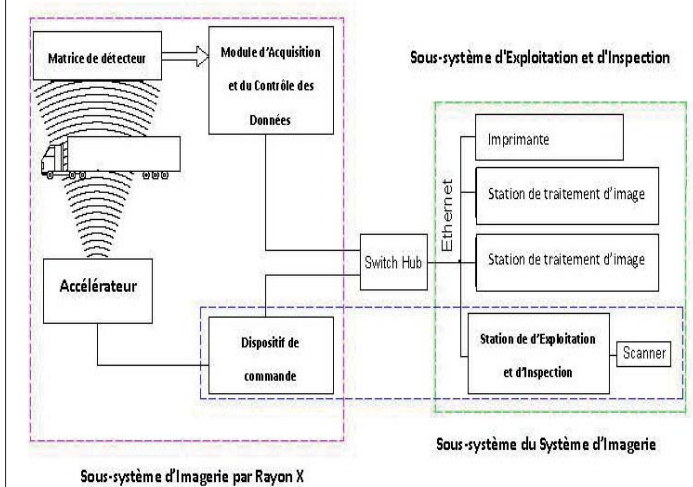 Matrice de détecteur
Module d'Acquisition
et du Contrôle des
Données
Sous-système d'Exploitation et d'Inspection
Imprimante
Station de traitement d'image
Ethernet
Station de traitement d'image
Switch Hub
Accélérateur
Dispositif de
commande
Station de d'Exploitation
et d'Inspection
Scanner
Sous-système du Système d'Imagerie
Sous-système d'Imagerie par Rayon X